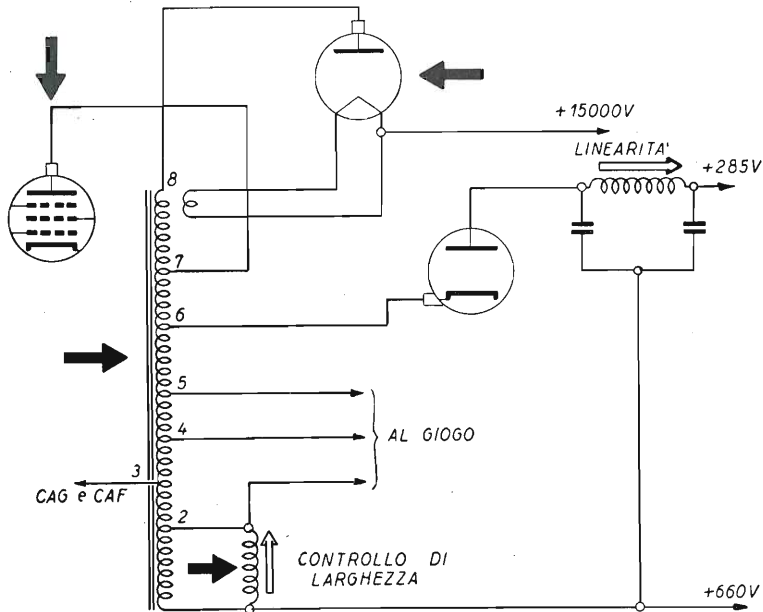 +15000V
LINEARITA'
+285V
8
7
6
5
4
AL GIOGO
3
CAG e CAF
2
CONTROLLO DI
LARGHEZZA
+660V